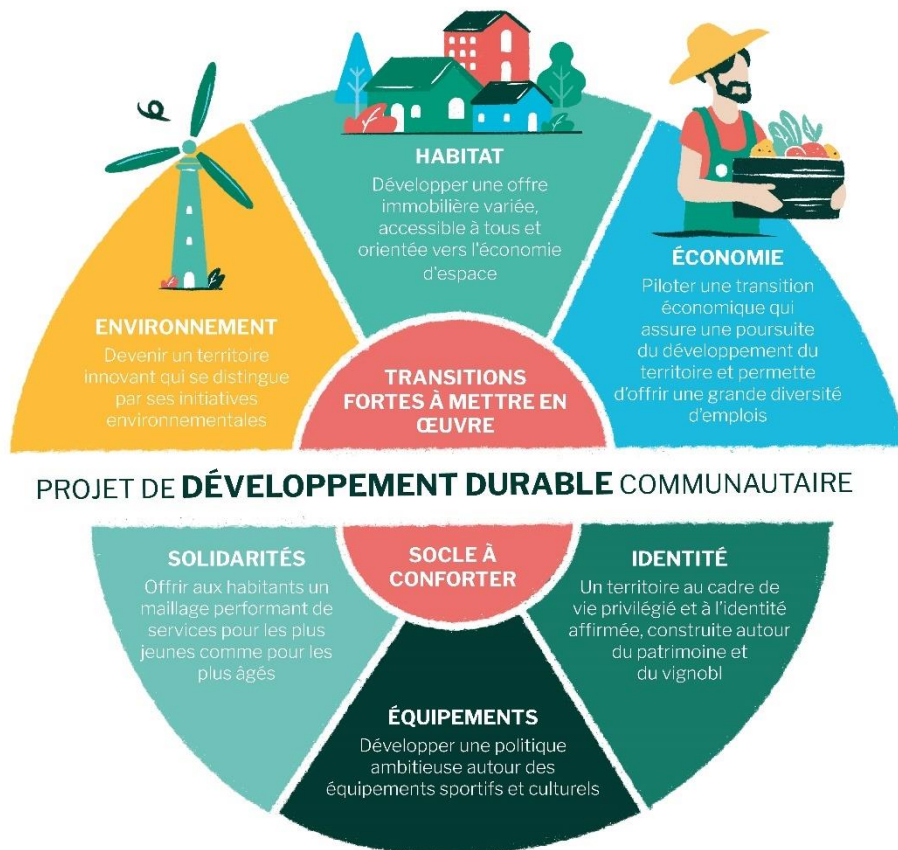 HABITAT
Développer une offre
immobilière variée,
accessible à tous et
orientée vers l'économie
d'espace
ÉCONOMIE
Piloter une transition
économique qui
assure une poursuite
du développement du
territoire et permette
d'offrir une grande diversité
d'emplois
ENVIRONNEMENT
Devenir un territoire
innovant qui se distingue
par ses initiatives
environnementales
TRANSITIONS
FORTES À METTRE EN
ŒUVRE
PROJET DE DÉVELOPPEMENT DURABLE COMMUNAUTAIRE
SOLIDARITÉS
Offrir aux habitants un
maillage performant de
services pour les plus
jeunes comme pour les
plus âgés
SOCLE À
CONFORTER
IDENTITÉ
Un territoire au cadre de
vie privilégié et à l'identité
affirmée, construite autour
du patrimoine et
du vignobl
ÉQUIPEMENTS
Développer une politique
ambitieuse autour des
équipements sportifs et culturels